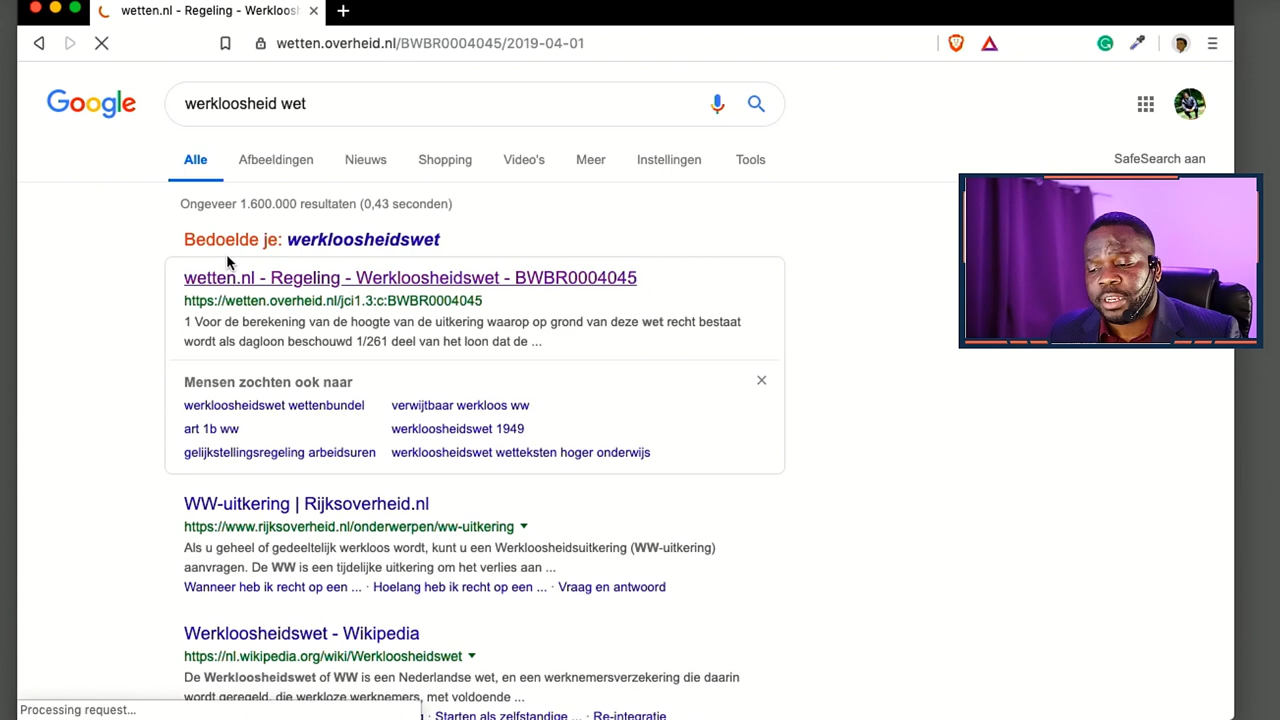 wetten.nl - Regeling - Werkloos
wetten.overheid.nl/BWBR0004045/2019-04-01
Google
werkloosheid wet
Alle Afbeeldingen Nieuws Shopping Video's Meer Instellingen Tools
SafeSearch aan
Ongeveer 1.600.000 resultaten (0,43 seconden)
Bedoelde je: werkloosheidswet
wetten.nl - Regeling - Werkloosheidswet - BWBR0004045
https://wetten.overheid.nl/jci1.3:c:BWBR0004045
1 Voor de berekening van de hoogte van de uitkering waarop op grond van deze wet recht bestaat
wordt als dagloon beschouwd 1/261 deel van het loon dat de ...
Mensen zochten ook naar
werkloosheidswet wettenbundel verwijtbaar werkloos ww
art 1b ww werkloosheidswet 1949
gelijkstellingsregeling arbeidsuren werkloosheidswet wetteksten hoger onderwijs
WW-uitkering | Rijksoverheid.nl
https://www.rijksoverheid.nl/onderwerpen/ww-uitkering
Als u geheel of gedeeltelijk werkloos wordt, kunt u een Werkloosheidsuitkering (WW-uitkering)
aanvragen. De WW is een tijdelijke uitkering om het verlies aan ...
Wanneer heb ik recht op een ... · Hoelang heb ik recht op een ... · Vraag en antwoord
Werkloosheidswet - Wikipedia
https://nl.wikipedia.org/wiki/Werkloosheidswet
De Werkloosheidswet of WW is een Nederlandse wet, en een werknemersverzekering die daarin
wordt geregeld, die werkloze werknemers, met voldoende ...
Processing request...
· Starten als zelfstandige ... · Re-integratie